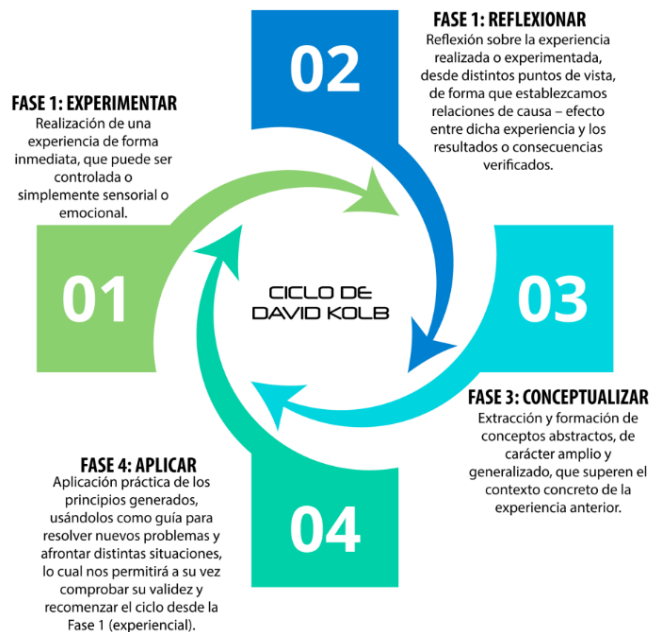 FASE 1: EXPERIMENTAR
Realización de una
experiencia de forma
inmediata, que puede ser
controlada o
simplemente sensorial o
emocional.
01
02
FASE 1: REFLEXIONAR
Reflexión sobre la experiencia
realizada o experimentada,
desde distintos puntos de vista,
de forma que establezcamos
relaciones de causa – efecto
entre dicha experiencia y los
resultados o consecuencias
verificados.
CICLO DE
DAVID KOLB
03
FASE 3: CONCEPTUALIZAR
Extracción y formación de
conceptos abstractos, de
carácter amplio y
generalizado, que superen el
contexto concreto de la
experiencia anterior.
FASE 4: APLICAR
Aplicación práctica de los
principios generados,
usándolos como guía para
resolver nuevos problemas y
afrontar distintas situaciones,
lo cual nos permitirá a su vez
comprobar su validez y
recomenzar el ciclo desde la
Fase 1 (experiencial).
04